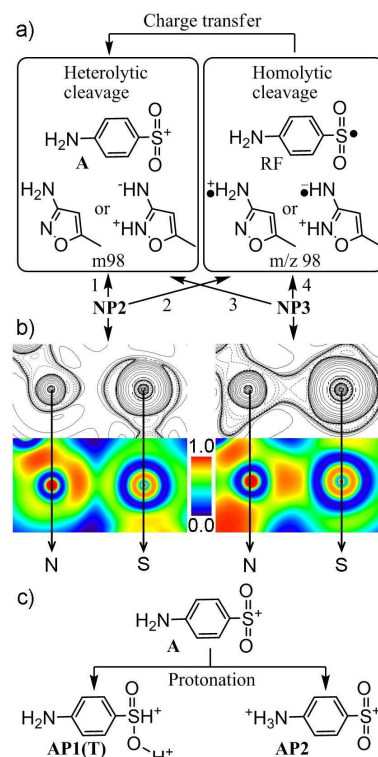 a)
Charge transfer
Heterolytic cleavage
Homolytic cleavage
O
S+
O
H2N
A
O
S•
O
H2N
RF
H2N
N
O
or
-
HN
+HN
O
m98
+•
H2N
N
O
or
−•
HN
+HN
O
m/z 98
1
2
3
4
NP2
NP3
b)
1.0
0.0
N
S
N
S
c)
O
S+
O
H2N
A
Protonation
O
SH+
O
H+
H2N
AP1(T)
O
S+
O
+H3N
AP2